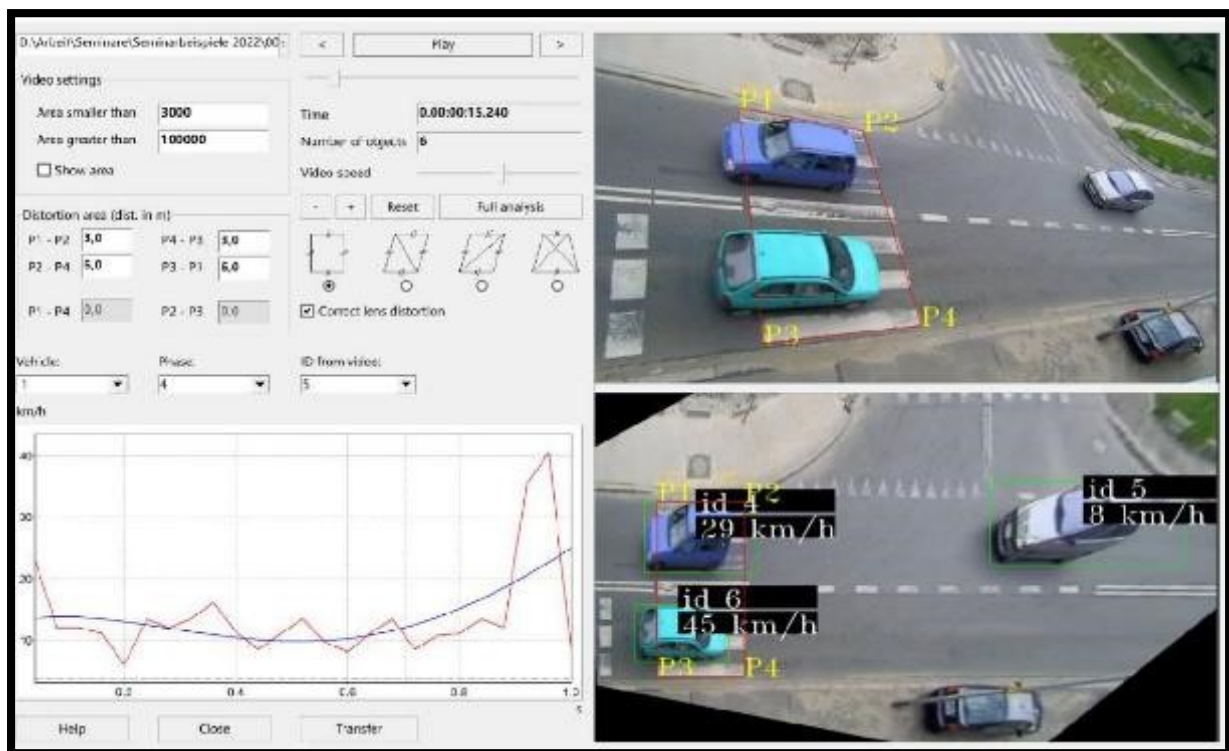 D:\Arbeit\Seminare\Seminarbeispiele 2022\00
< Play >
Video settings
Area smaller than 3000
Area greater than 100000
Show area
Time 0.00:00:15.240
Number of objects 6
Video speed
- + Reset Full analysis
Distortion area (dist. in m)
P1 - P2 3,0 P4 - P3 3,0
P2 - P4 6,0 P3 - P1 6,0
P1 - P4 0,0 P2 - P3 0,0
Correct lens distortion
Vehicle: Phase: ID from video:
1 4 5
km/h
40
30
20
10
0.2 0.4 0.6 0.8 1.0
s
Help Close Transfer
P1
P2
P3
P4
P1 P2
id 4
29 km/h
id 5
8 km/h
id 6
45 km/h
P3 P4